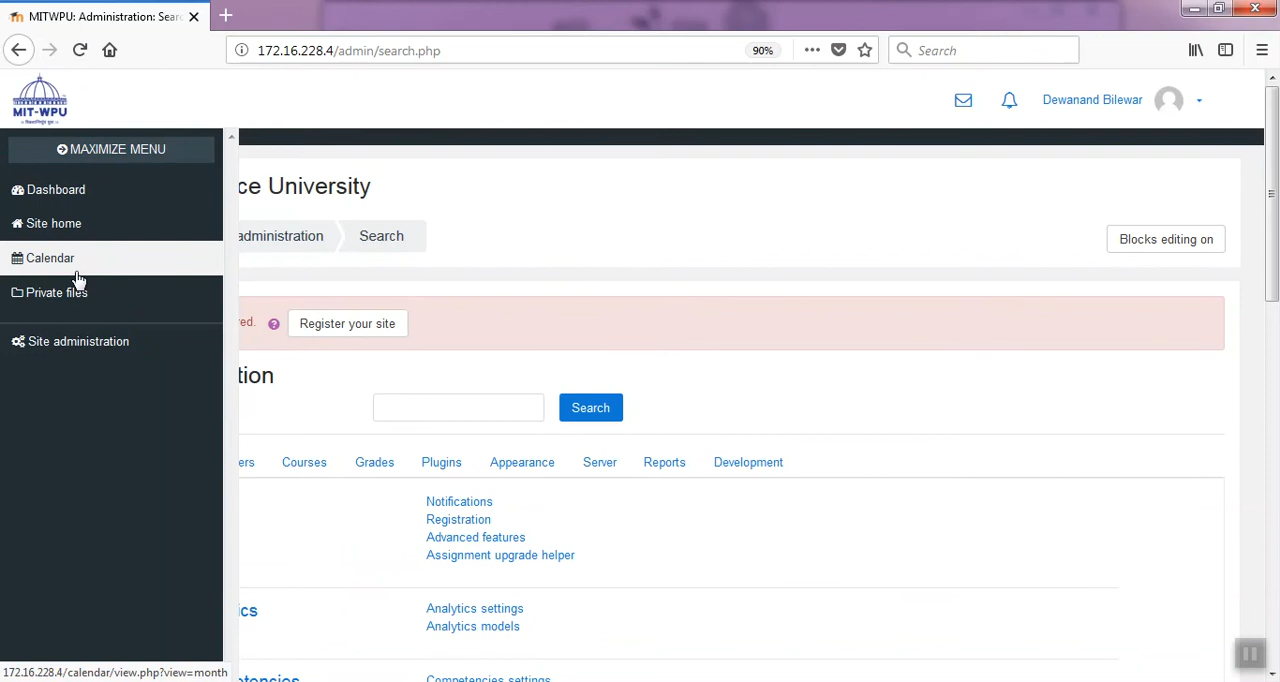 MITWPU: Administration: Sear
172.16.228.4/admin/search.php
90%
Search
MIT-WPU
Dewanand Bilewar
MAXIMIZE MENU
Dashboard
Site home
Calendar
Private files
Site administration
ce University
administration
Search
Blocks editing on
ed.
Register your site
tion
Search
ers
Courses
Grades
Plugins
Appearance
Server
Reports
Development
Notifications
Registration
Advanced features
Assignment upgrade helper
ics
Analytics settings
Analytics models
etencies
Competencies settings
172.16.228.4/calendar/view.php?view=month